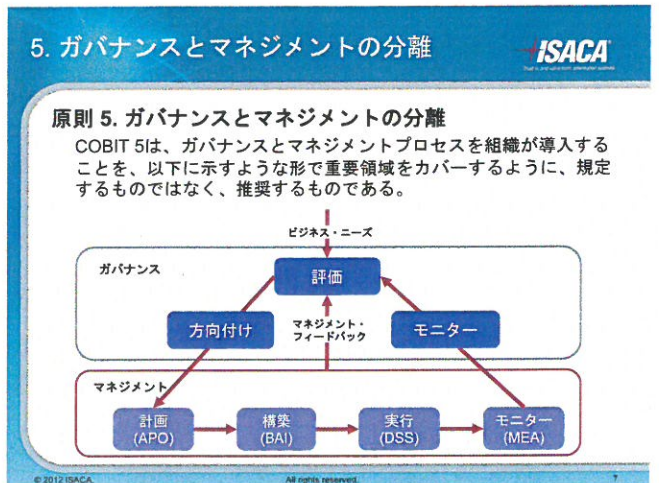 5. ガバナンスとマネジメントの分離
ISACA
原則 5. ガバナンスとマネジメントの分離
COBIT 5は、ガバナンスとマネジメントプロセスを組織が導入する
ことを、以下に示すような形で重要領域をカバーするように、規定
するものではなく、推奨するものである。
ビジネス・ニーズ
ガバナンス
評価
方向付け
マネジメント・
フィードバック
モニター
マネジメント
計画
(APO)
構築
(BAI)
実行
(DSS)
モニター
(MEA)
© 2012 ISACA.
All rights reserved.
7